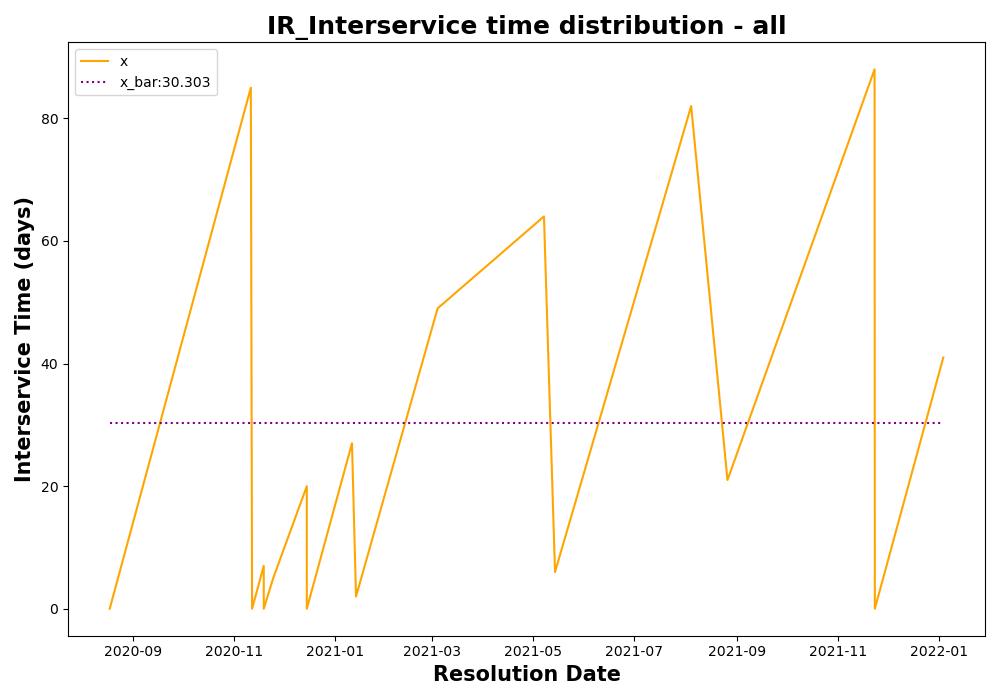 IR_Interservice time distribution - all
x
x_bar:30.303
Interservice Time (days)
80
60
40
20
0
2020-09 2020-11 2021-01 2021-03 2021-05 2021-07 2021-09 2021-11 2022-01
Resolution Date